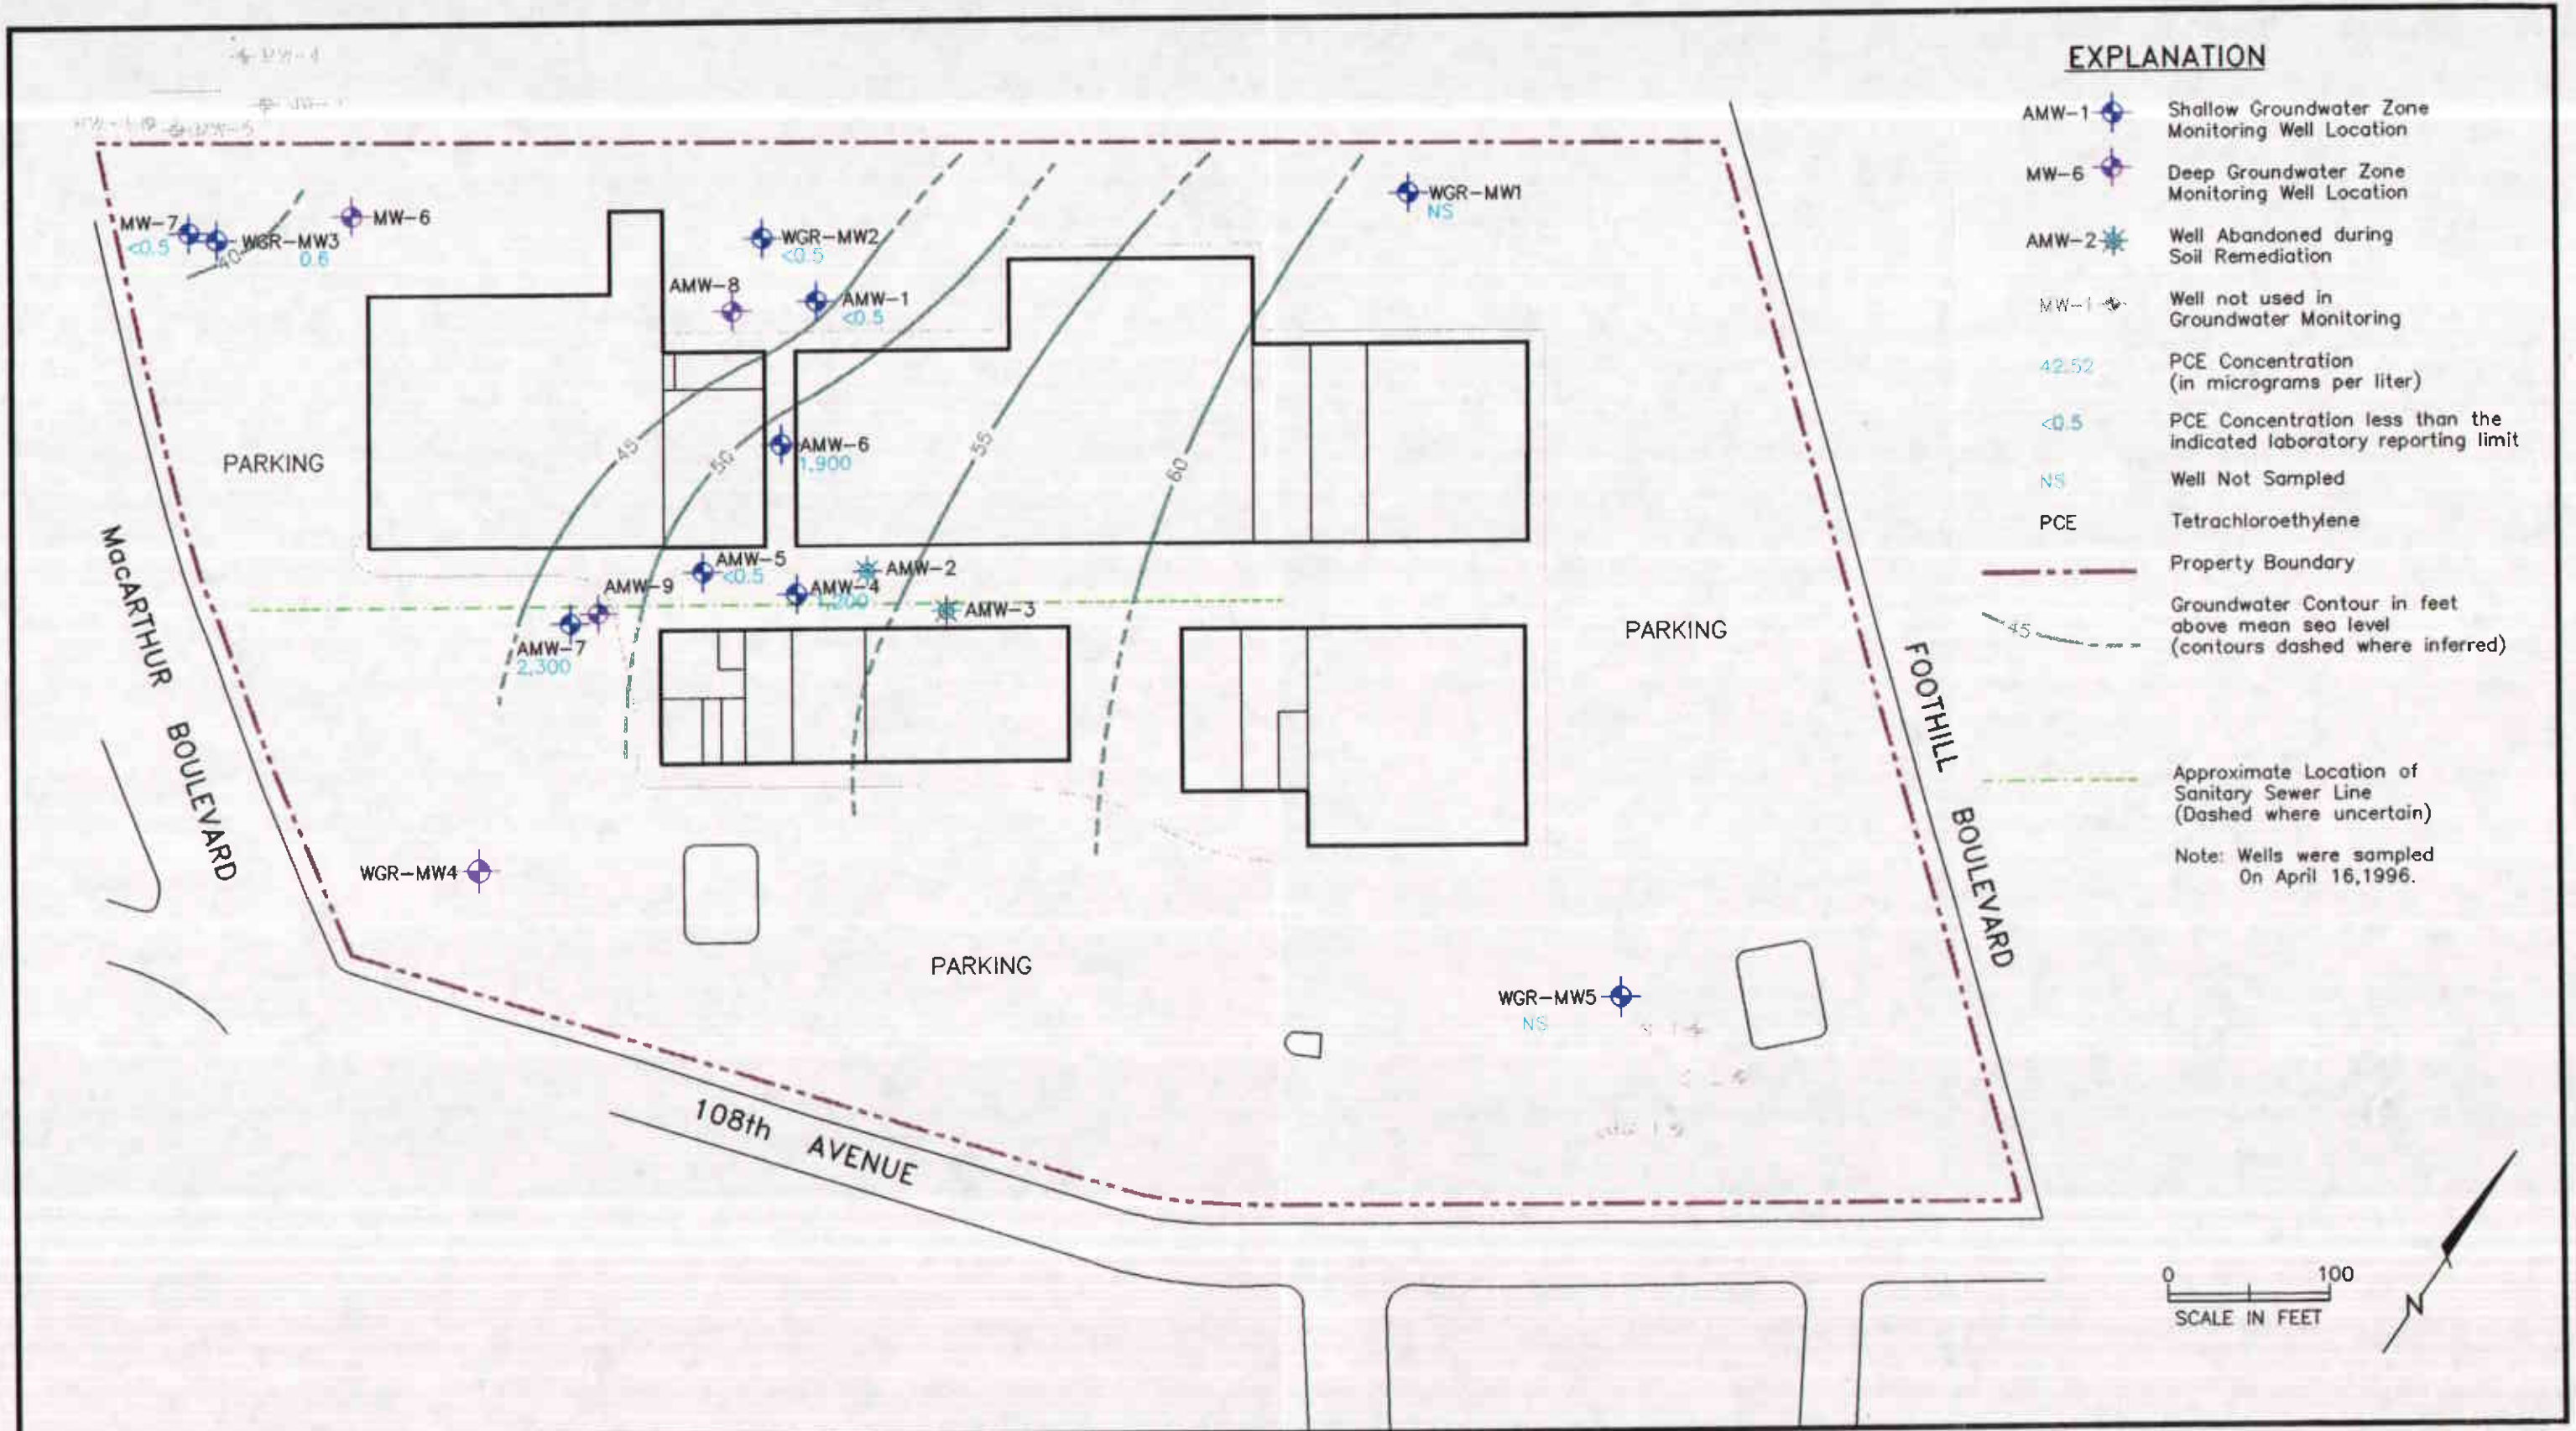 EXPLANATION
AMW-1
Shallow Groundwater Zone
Monitoring Well Location
MW-6
Deep Groundwater Zone
Monitoring Well Location
AMW-2
Well Abandoned during
Soil Remediation
MW-1
Well not used in
Groundwater Monitoring
42.52
PCE Concentration
(in micrograms per liter)
<0.5
PCE Concentration less than the
indicated laboratory reporting limit
NS
Well Not Sampled
PCE
Tetrachloroethylene
Property Boundary
45
Groundwater Contour in feet
above mean sea level
(contours dashed where inferred)
Approximate Location of
Sanitary Sewer Line
(Dashed where uncertain)
Note: Wells were sampled
On April 16,1996.
MW-7
<0.5
WGR-MW3
0.6
40
MW-6
WGR-MW2
<0.5
AMW-8
AMW-1
<0.5
WGR-MW1
NS
45
50
55
60
AMW-6
1,900
PARKING
AMW-5
<0.5
AMW-2
AMW-9
AMW-4
1,200
AMW-3
AMW-7
2,300
PARKING
MacARTHUR BOULEVARD
FOOTHILL BOULEVARD
WGR-MW4
PARKING
WGR-MW5
NS
108th AVENUE
0 100
SCALE IN FEET
N